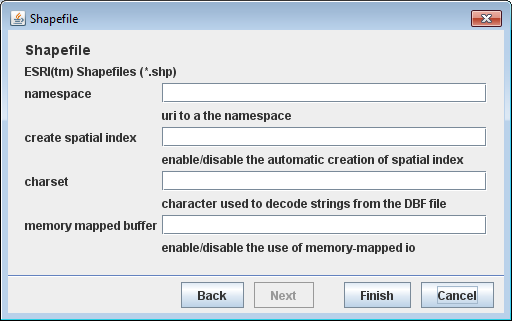 Shapefile
Shapefile
ESRI(tm) Shapefiles (*.shp)
namespace
uri to a the namespace
create spatial index
enable/disable the automatic creation of spatial index
charset
character used to decode strings from the DBF file
memory mapped buffer
enable/disable the use of memory-mapped io
Back Next Finish Cancel